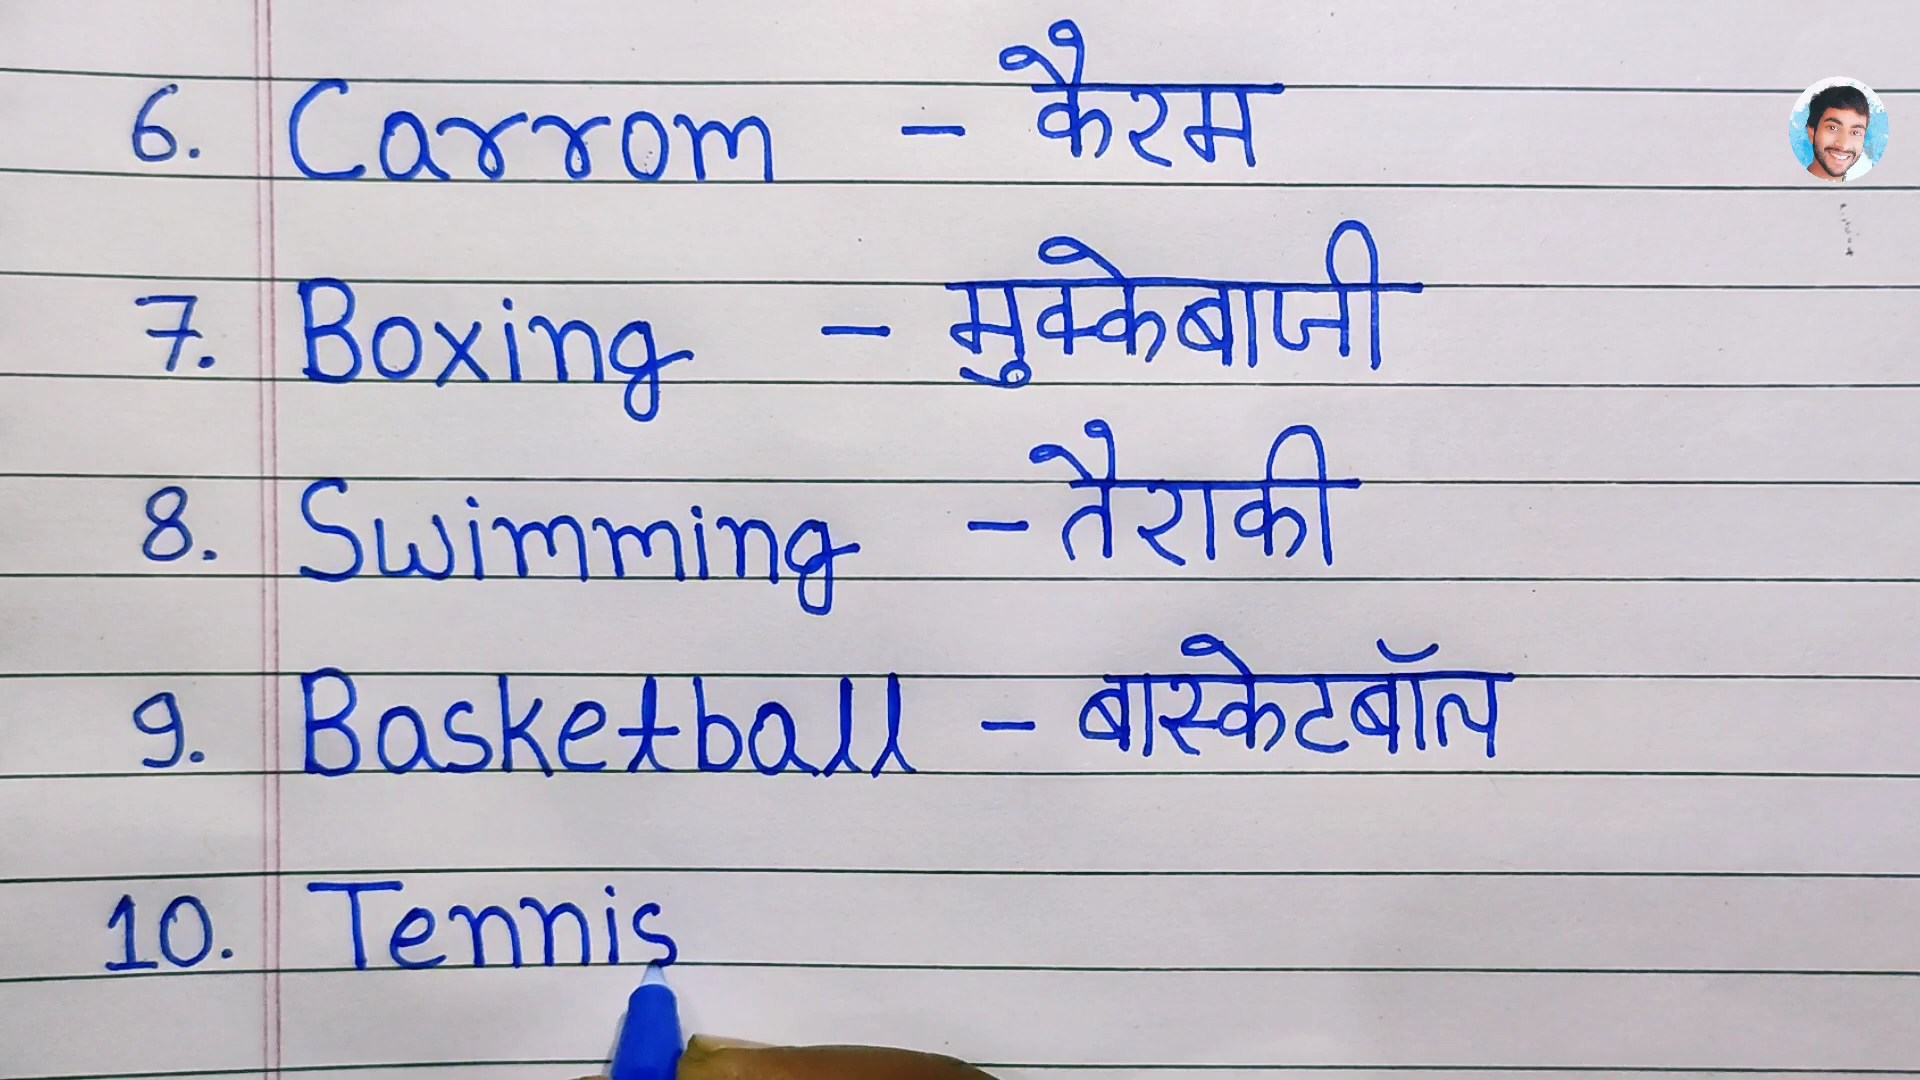 6. Carrom - कैरम
7. Boxing - मुक्केबाजी
8. Swimming - तैराकी
9. Basketball - बास्केटबॉल
10. Tennis